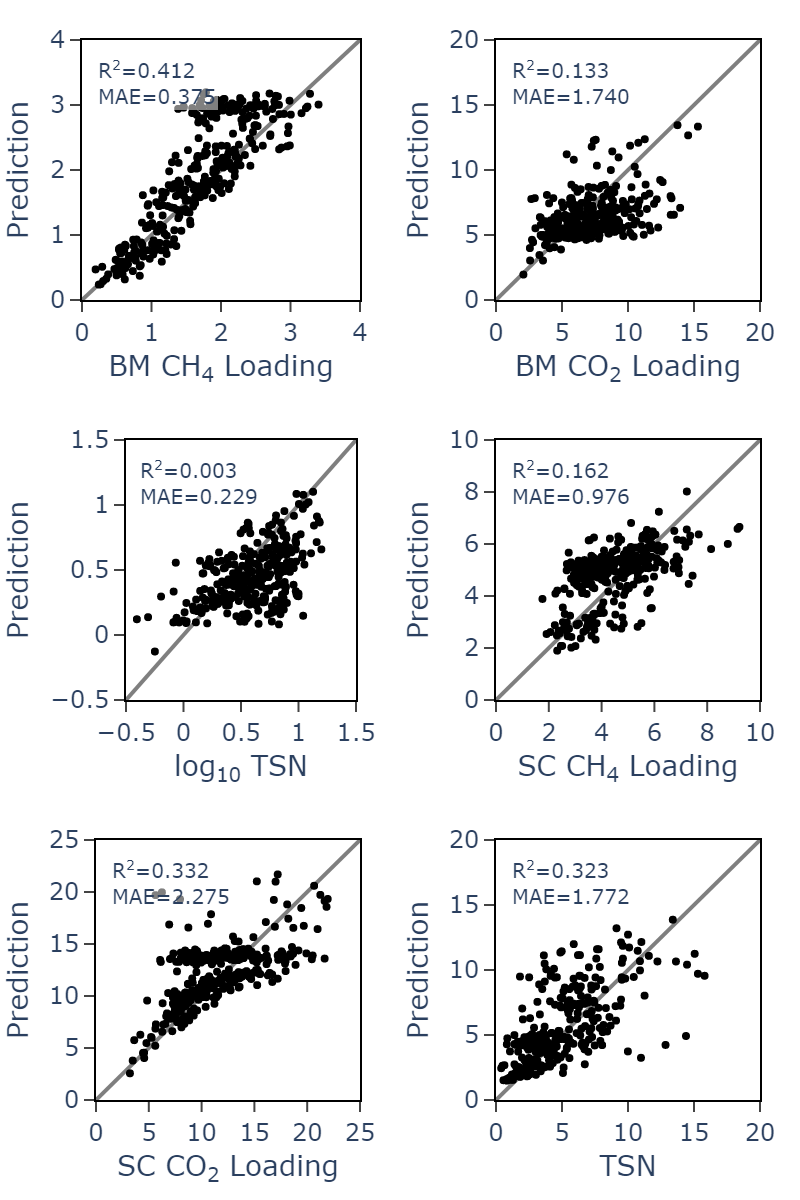 4
3
2
1
0
Prediction
R²=0.412
MAE=0.375
0 1 2 3 4
BM CH₄ Loading
20
15
10
5
0
Prediction
R²=0.133
MAE=1.740
0 5 10 15 20
BM CO₂ Loading
1.5
1
0.5
0
−0.5
Prediction
R²=0.003
MAE=0.229
−0.5 0 0.5 1 1.5
log₁₀ TSN
10
8
6
4
2
0
Prediction
R²=0.162
MAE=0.976
0 2 4 6 8 10
SC CH₄ Loading
25
20
15
10
5
0
Prediction
R²=0.332
MAE=2.275
0 5 10 15 20 25
SC CO₂ Loading
20
15
10
5
0
Prediction
R²=0.323
MAE=1.772
0 5 10 15 20
TSN